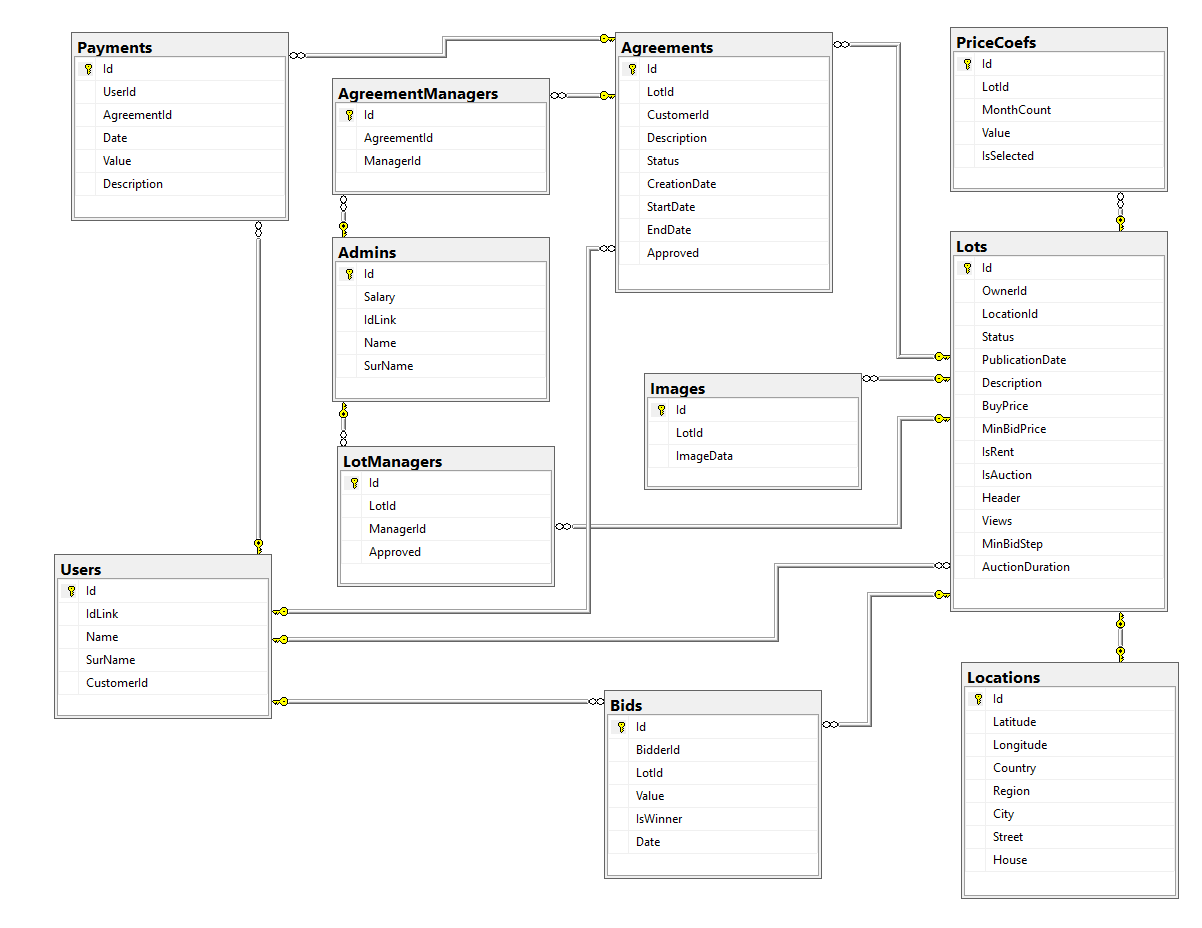 Payments
Id
UserId
AgreementId
Date
Value
Description
AgreementManagers
Id
AgreementId
ManagerId
Admins
Id
Salary
IdLink
Name
SurName
LotManagers
Id
LotId
ManagerId
Approved
Users
Id
IdLink
Name
SurName
CustomerId
Agreements
Id
LotId
CustomerId
Description
Status
CreationDate
StartDate
EndDate
Approved
Images
Id
LotId
ImageData
Bids
Id
BidderId
LotId
Value
IsWinner
Date
PriceCoefs
Id
LotId
MonthCount
Value
IsSelected
Lots
Id
OwnerId
LocationId
Status
PublicationDate
Description
BuyPrice
MinBidPrice
IsRent
IsAuction
Header
Views
MinBidStep
AuctionDuration
Locations
Id
Latitude
Longitude
Country
Region
City
Street
House